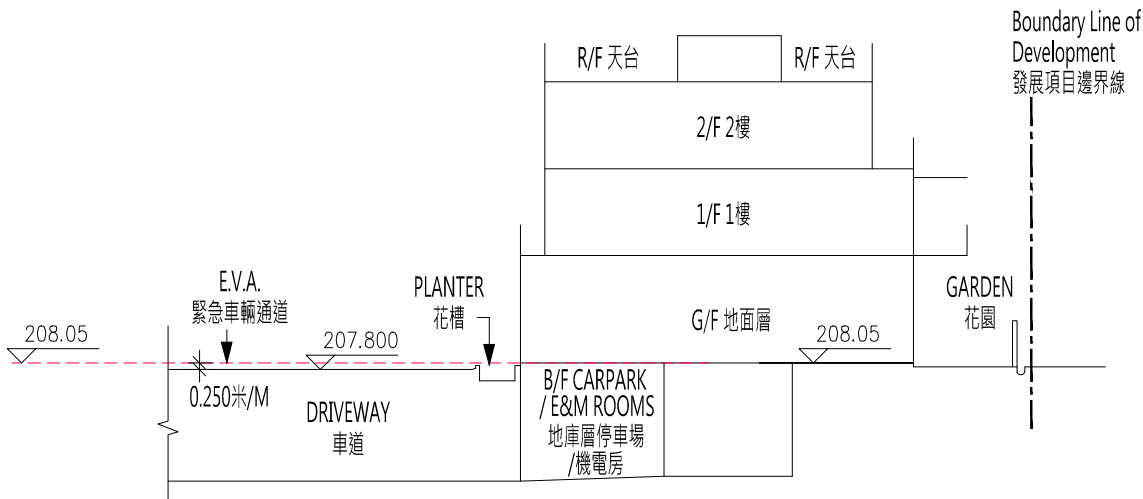 Boundary Line of
Development
發展項目邊界線
R/F 天台
R/F 天台
2/F 2樓
1/F 1樓
E.V.A.
緊急車輛通道
PLANTER
花槽
GARDEN
花園
G/F 地面層
208.05
207.800
208.05
0.250米/M
DRIVEWAY
車道
B/F CARPARK
/ E&M ROOMS
地庫層停車場
/機電房